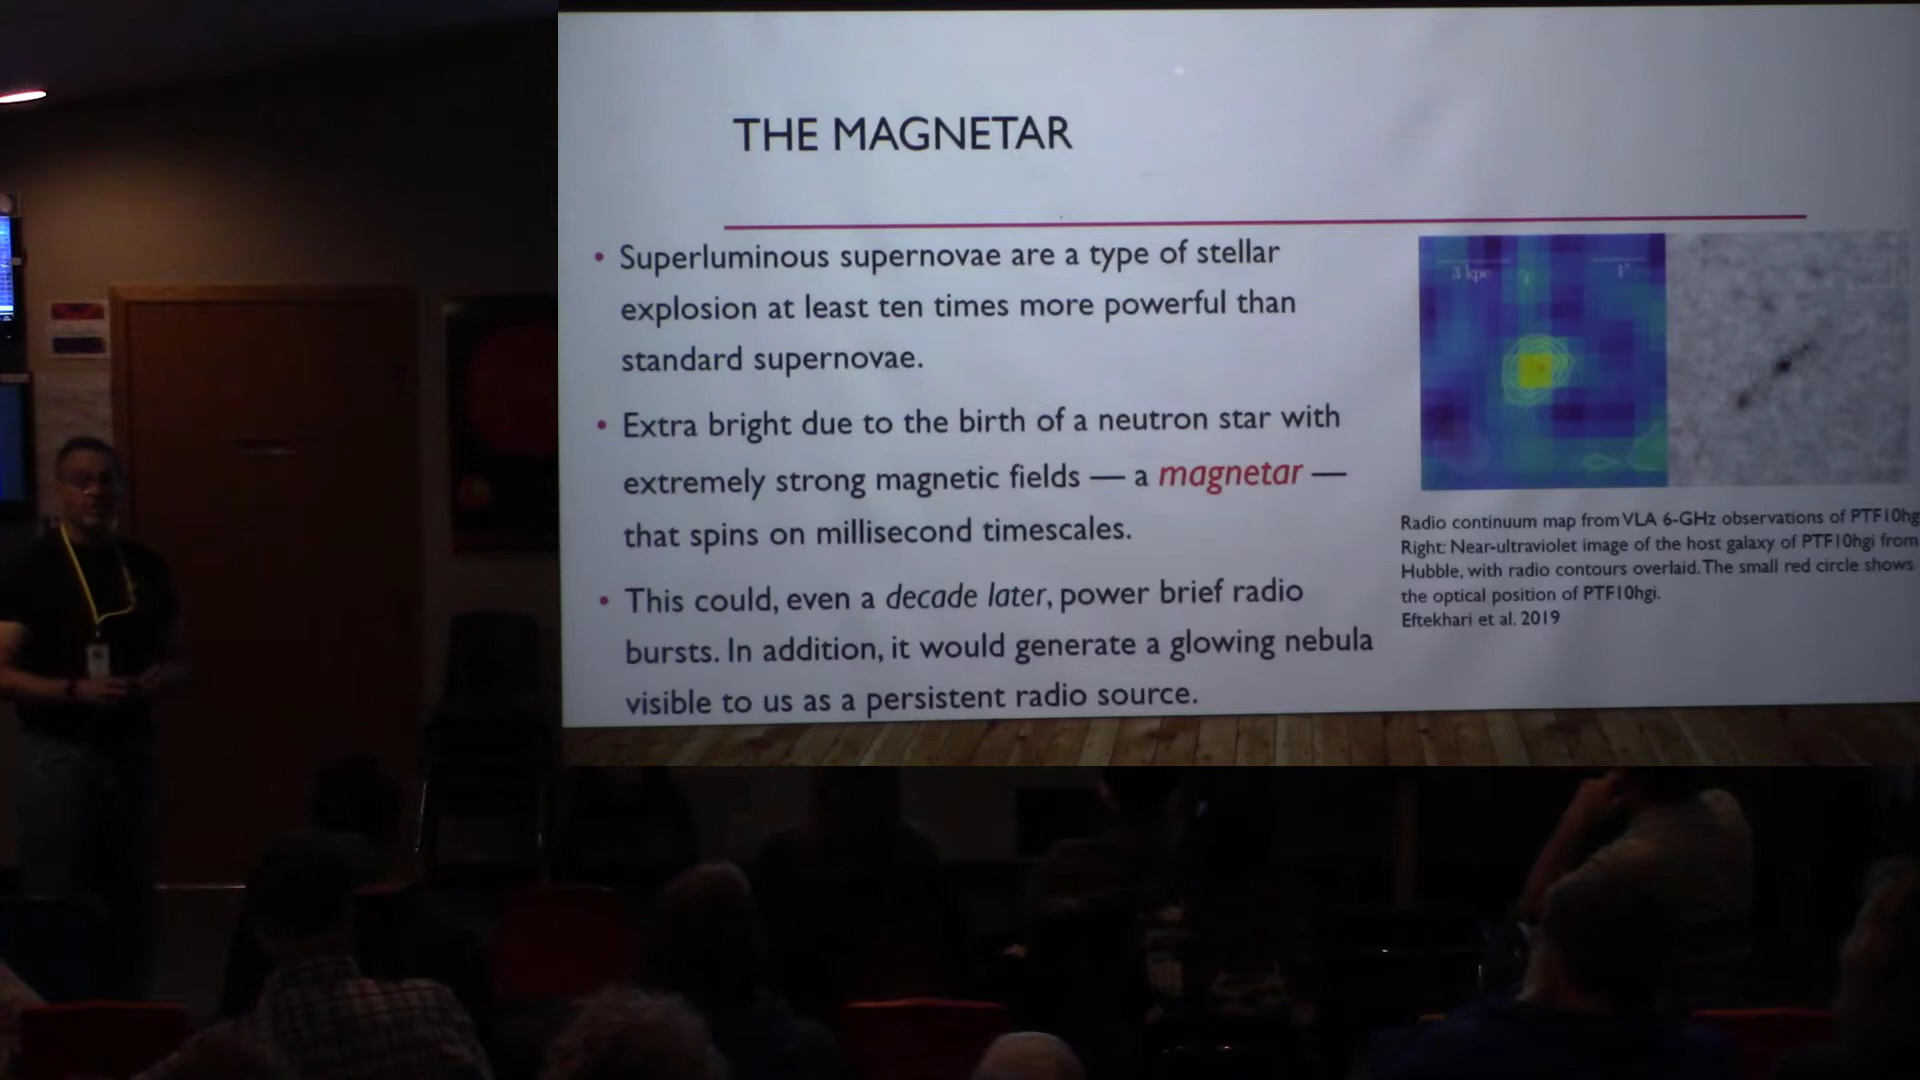 THE MAGNETAR
• Superluminous supernovae are a type of stellar
explosion at least ten times more powerful than
standard supernovae.
• Extra bright due to the birth of a neutron star with
extremely strong magnetic fields — a magnetar —
that spins on millisecond timescales.
• This could, even a decade later, power brief radio
bursts. In addition, it would generate a glowing nebula
visible to us as a persistent radio source.
3 kpc
1"
Radio continuum map from VLA 6-GHz observations of PTF10hg
Right: Near-ultraviolet image of the host galaxy of PTF10hgi from
Hubble, with radio contours overlaid. The small red circle shows
the optical position of PTF10hgi.
Eftekhari et al. 2019